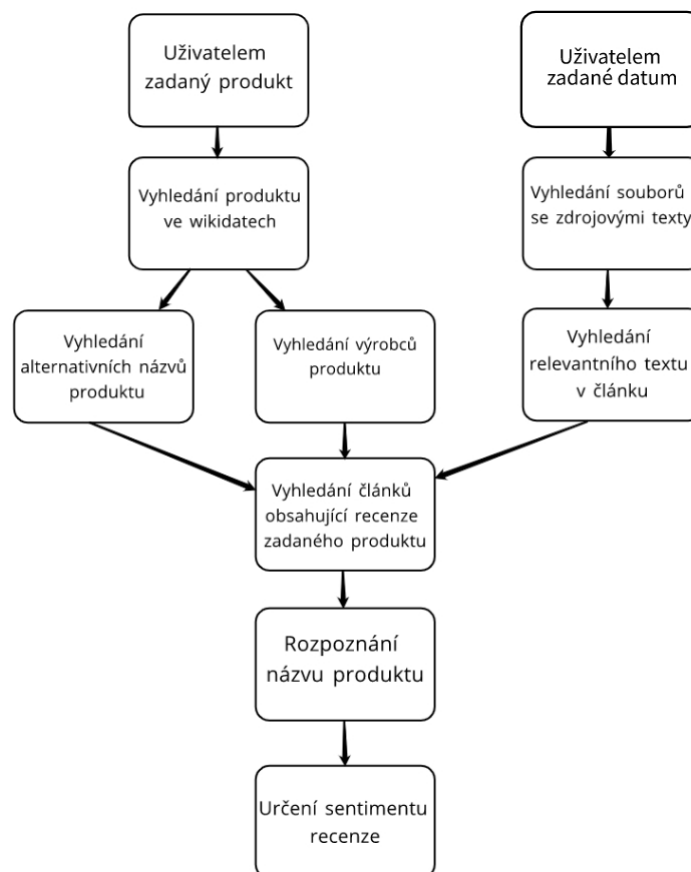 Uživatelem
zadaný produkt
Uživatelem
zadané datum
Vyhledání produktu
ve wikidatech
Vyhledání souborů
se zdrojovými texty
Vyhledání
alternativních názvů
produktu
Vyhledání výrobců
produktu
Vyhledání
relevantního textu
v článku
Vyhledání článků
obsahující recenze
zadaného produktu
Rozpoznání
názvu produktu
Určení sentimentu
recenze